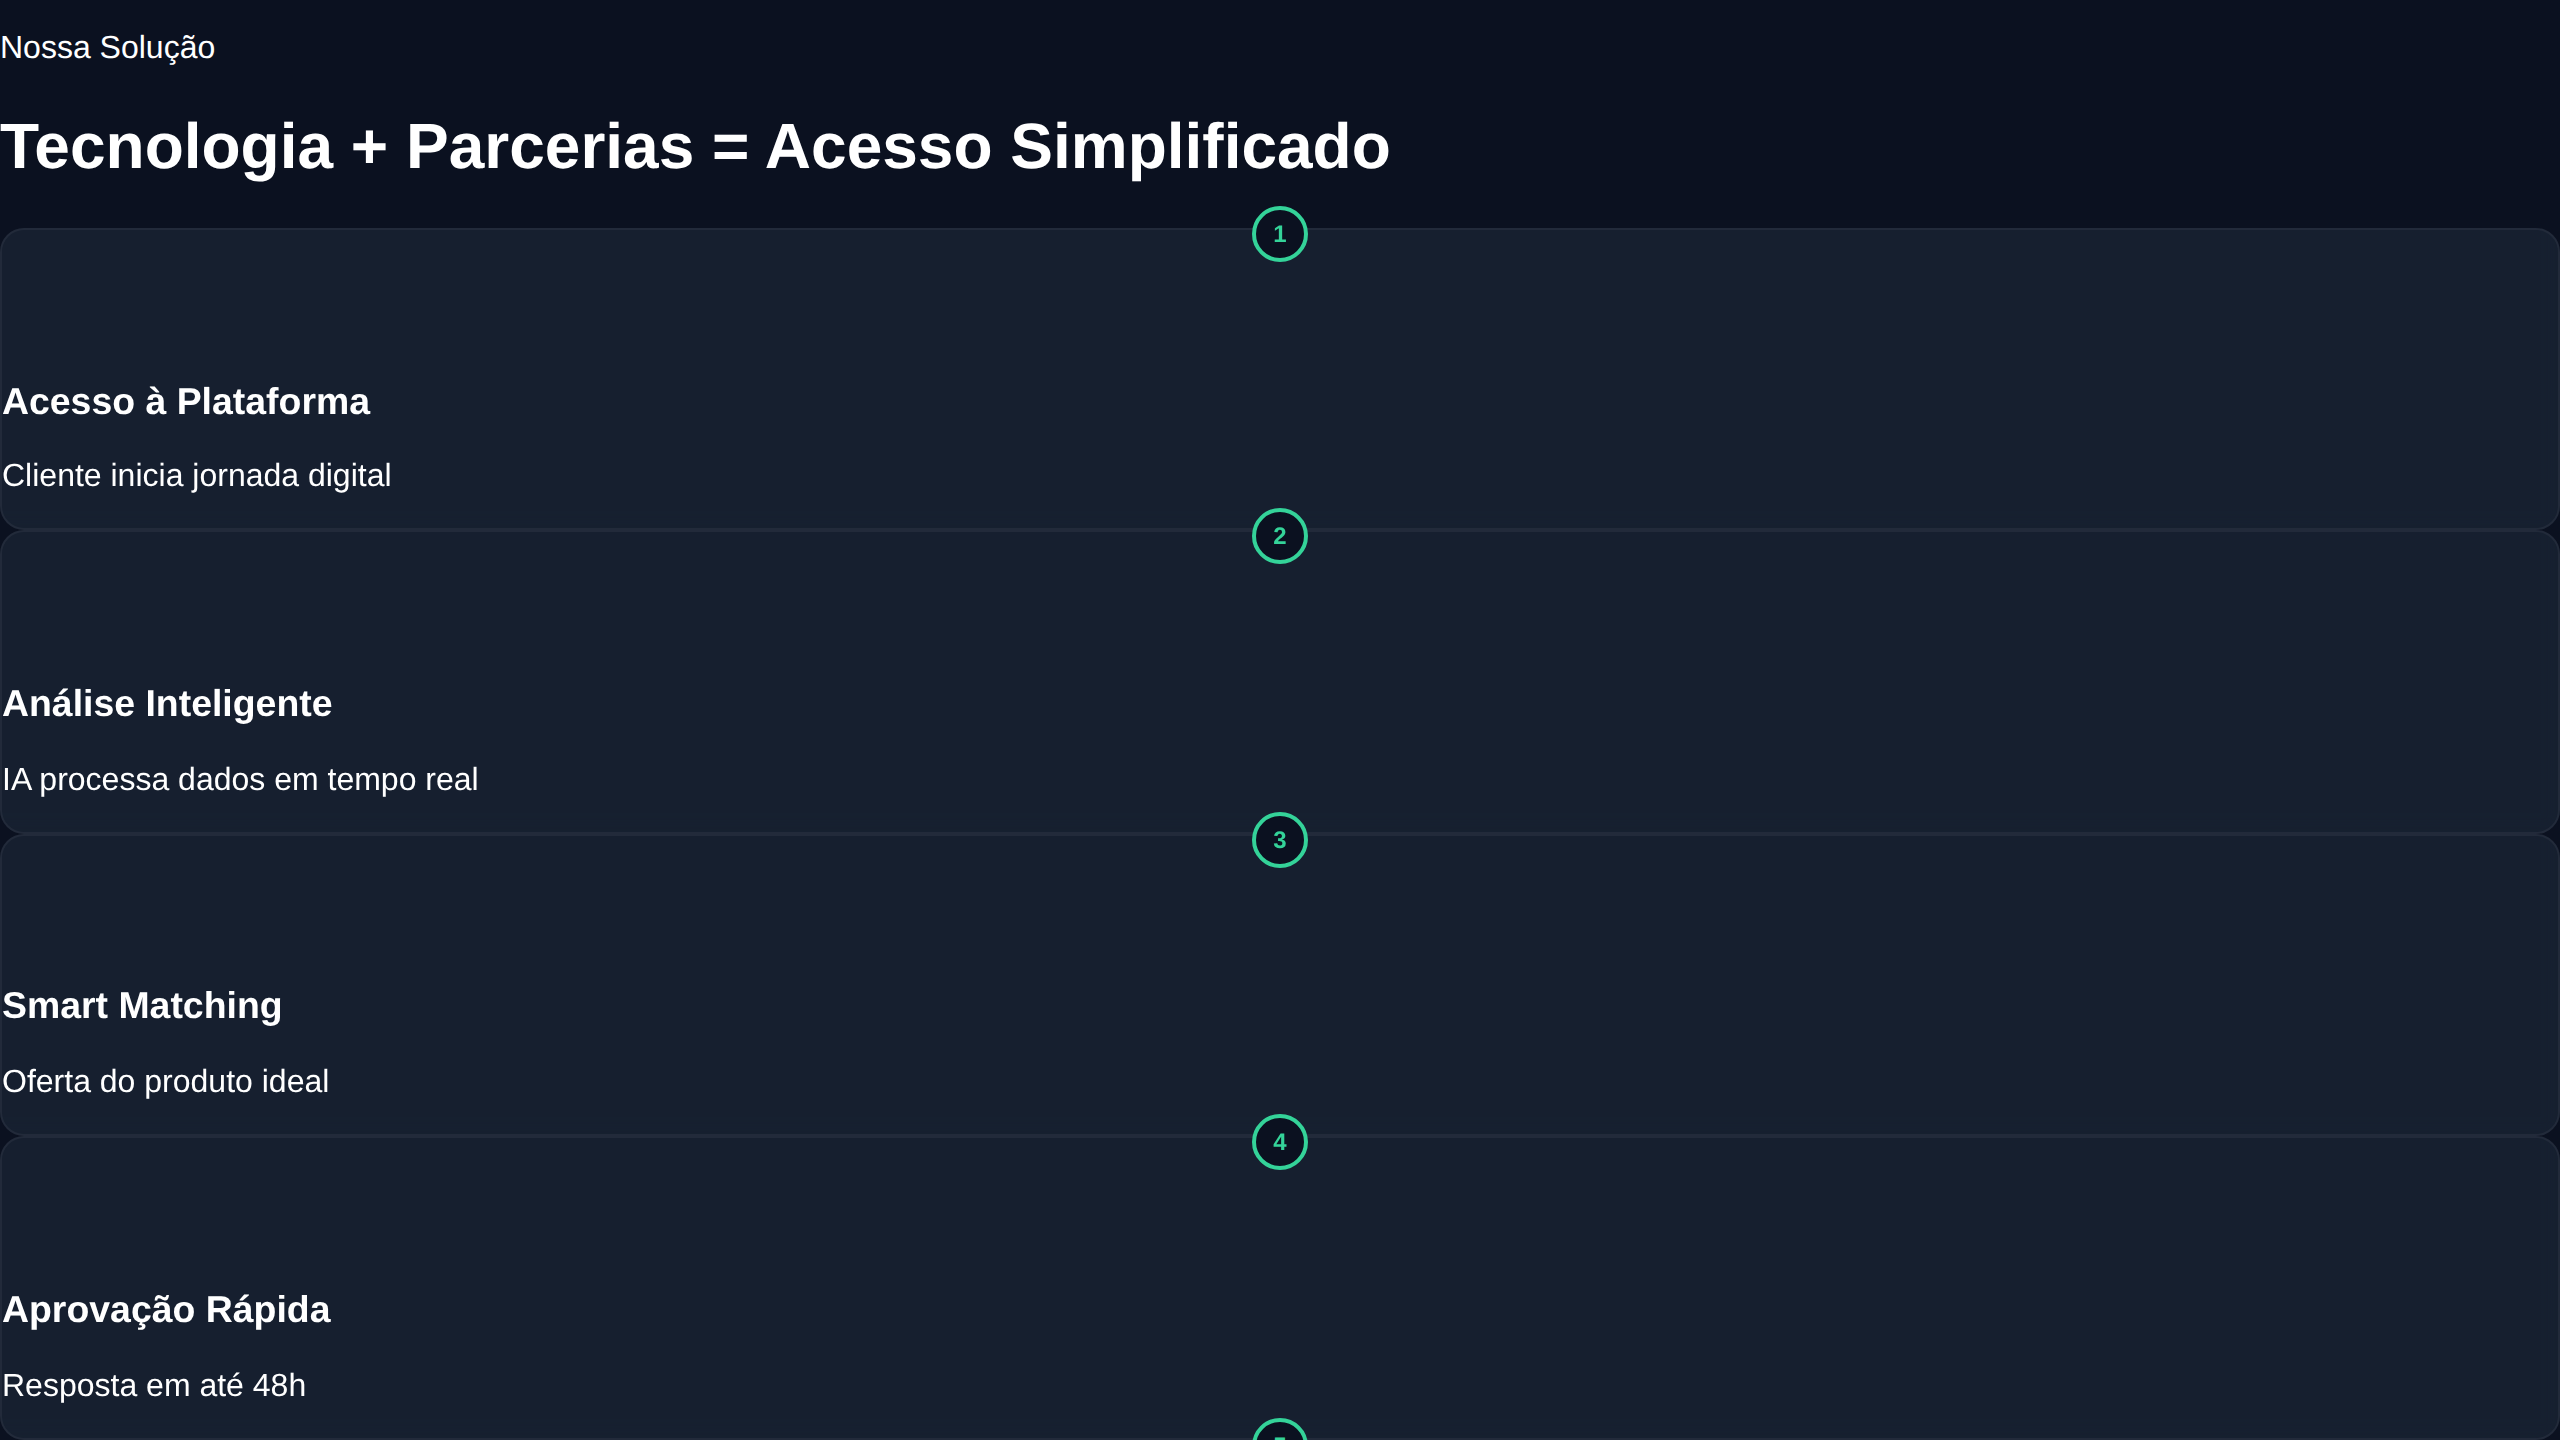 Nossa Solução
Tecnologia + Parcerias = Acesso Simplificado
1
Acesso à Plataforma
Cliente inicia jornada digital
2
Análise Inteligente
IA processa dados em tempo real
3
Smart Matching
Oferta do produto ideal
4
Aprovação Rápida
Resposta em até 48h